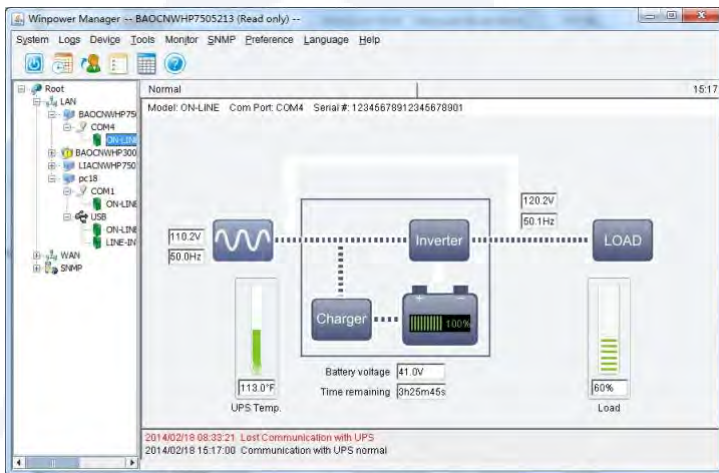 Winpower Manager -- BAOCNWHP7505213 (Read only) --
System Logs Device Tools Monitor SNMP Preference Language Help
Root
LAN
BAOCNWHP75
COM4
ON-LINE
BAOCNWHP300
LIACNWHP750
pc18
COM1
ON-LINE
USB
ON-LINE
LINE-IN
WAN
SNMP
Normal
15:17
Model: ON-LINE Com Port: COM4 Serial #: 12345678912345678901
110.2V
50.0Hz
120.2V
50.1Hz
Inverter
LOAD
Charger
+ −
100%
Battery voltage 41.0V
Time remaining 3h25m45s
113.0°F
UPS Temp.
60%
Load
2014/02/18 08:33:21 Lost Communication with UPS
2014/02/18 15:17:00 Communication with UPS normal